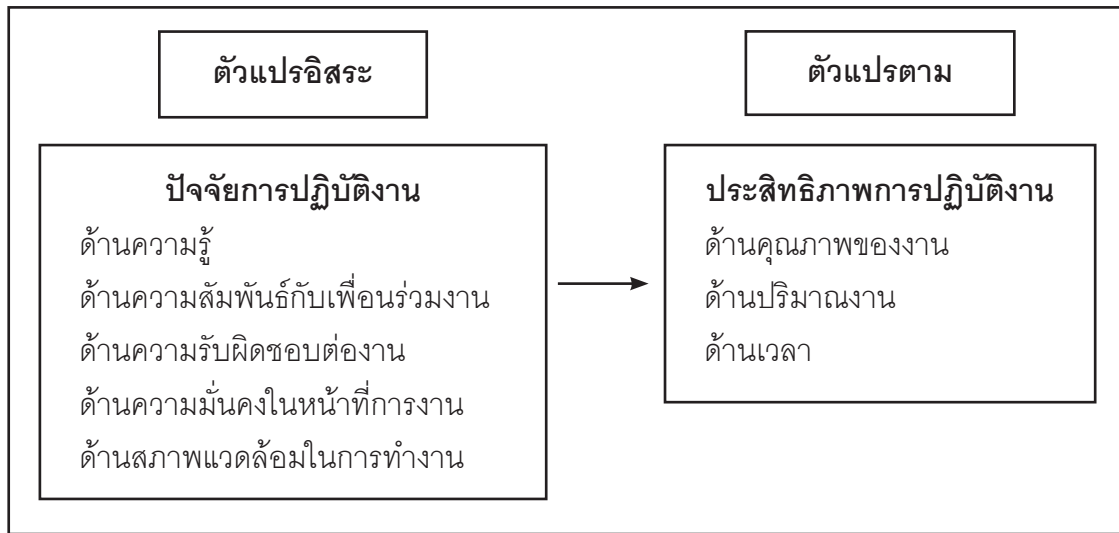 ตัวแปรอิสระ
ตัวแปรตาม
ปัจจัยการปฏิบัติงาน
ด้านความรู้
ด้านความสัมพันธ์กับเพื่อนร่วมงาน
ด้านความรับผิดชอบต่องาน
ด้านความมั่นคงในหน้าที่การงาน
ด้านสภาพแวดล้อมในการทำงาน
ประสิทธิภาพการปฏิบัติงาน
ด้านคุณภาพของงาน
ด้านปริมาณงาน
ด้านเวลา